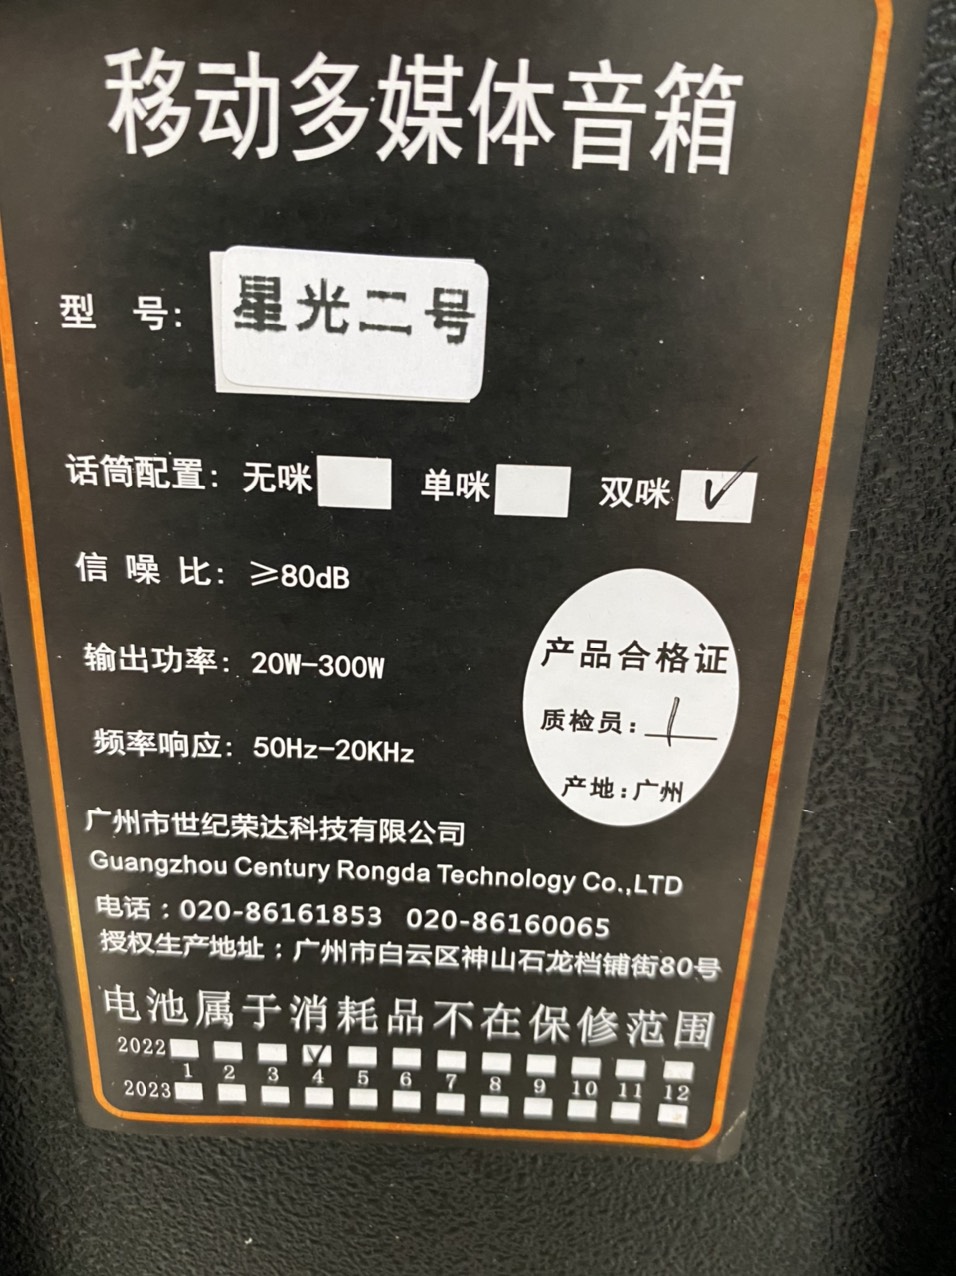 移动多媒体音箱
型 号: 星光二号
话筒配置: 无咪 单咪 双咪 ✓
信 噪 比: ≥80dB
输出功率: 20W-300W
频率响应: 50Hz-20KHz
产品合格证
质检员:
产地:广州
广州市世纪荣达科技有限公司
Guangzhou Century Rongda Technology Co.,LTD
电话:020-86161853 020-86160065
授权生产地址:广州市白云区神山石龙档铺街80号
电池属于消耗品不在保修范围
2022 ✓
1 2 3 4 5 6 7 8 9 10 11 12
2023